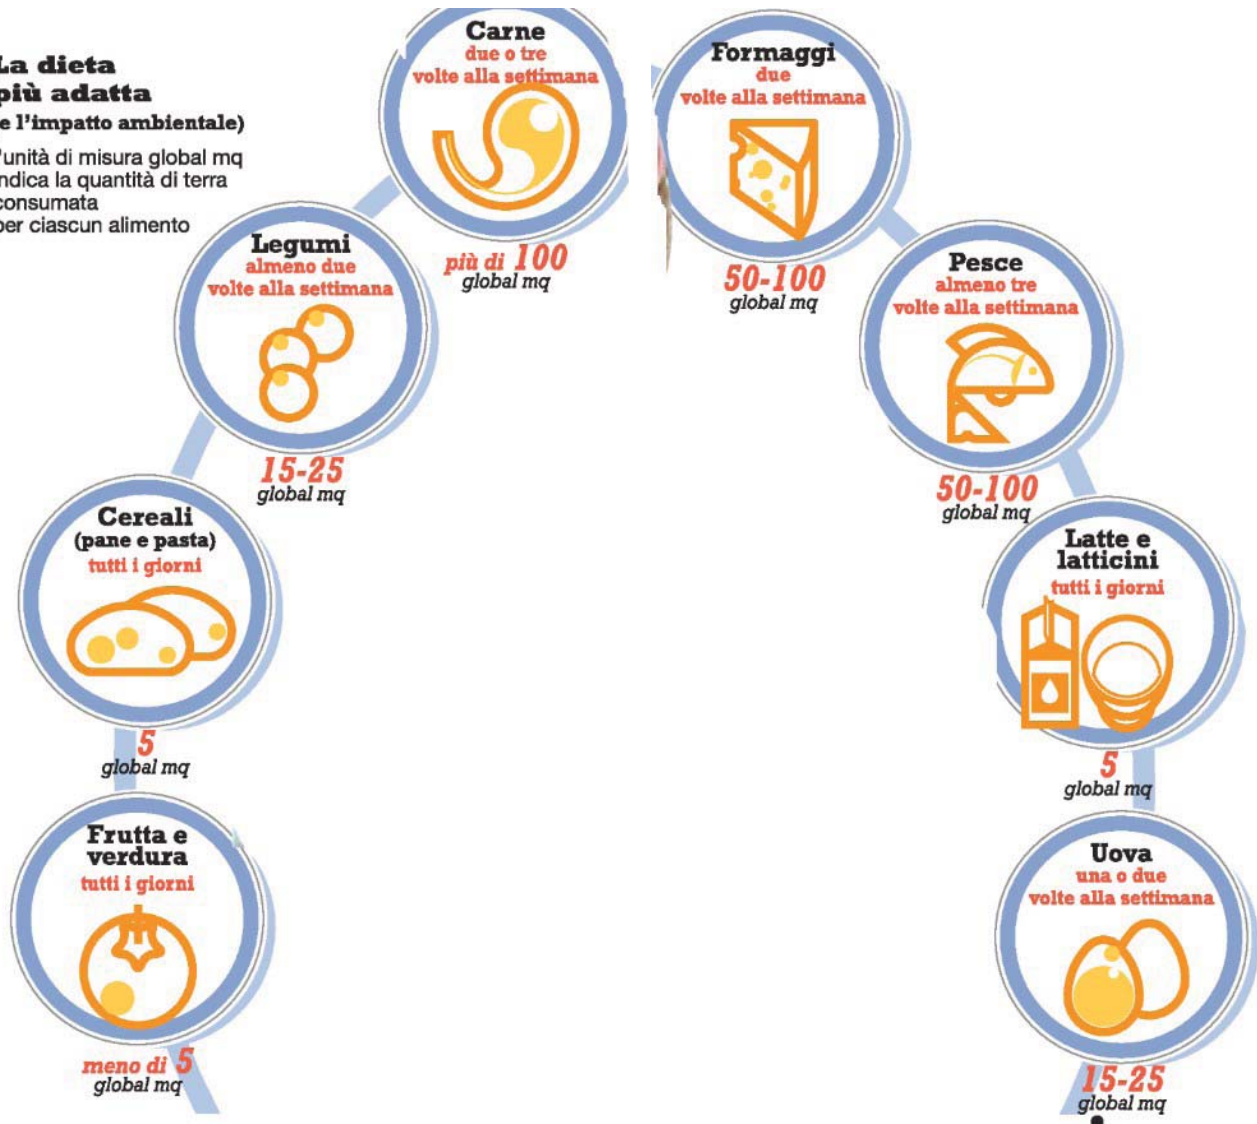 La dieta
più adatta
(e l'impatto ambientale)
L'unità di misura global mq
indica la quantità di terra
consumata
per ciascun alimento
Carne
due o tre
volte alla settimana
più di 100
global mq
Formaggi
due
volte alla settimana
50-100
global mq
Legumi
almeno due
volte alla settimana
15-25
global mq
Pesce
almeno tre
volte alla settimana
50-100
global mq
Cereali
(pane e pasta)
tutti i giorni
5
global mq
Latte e
latticini
tutti i giorni
5
global mq
Frutta e
verdura
tutti i giorni
meno di 5
global mq
Uova
una o due
volte alla settimana
15-25
global mq